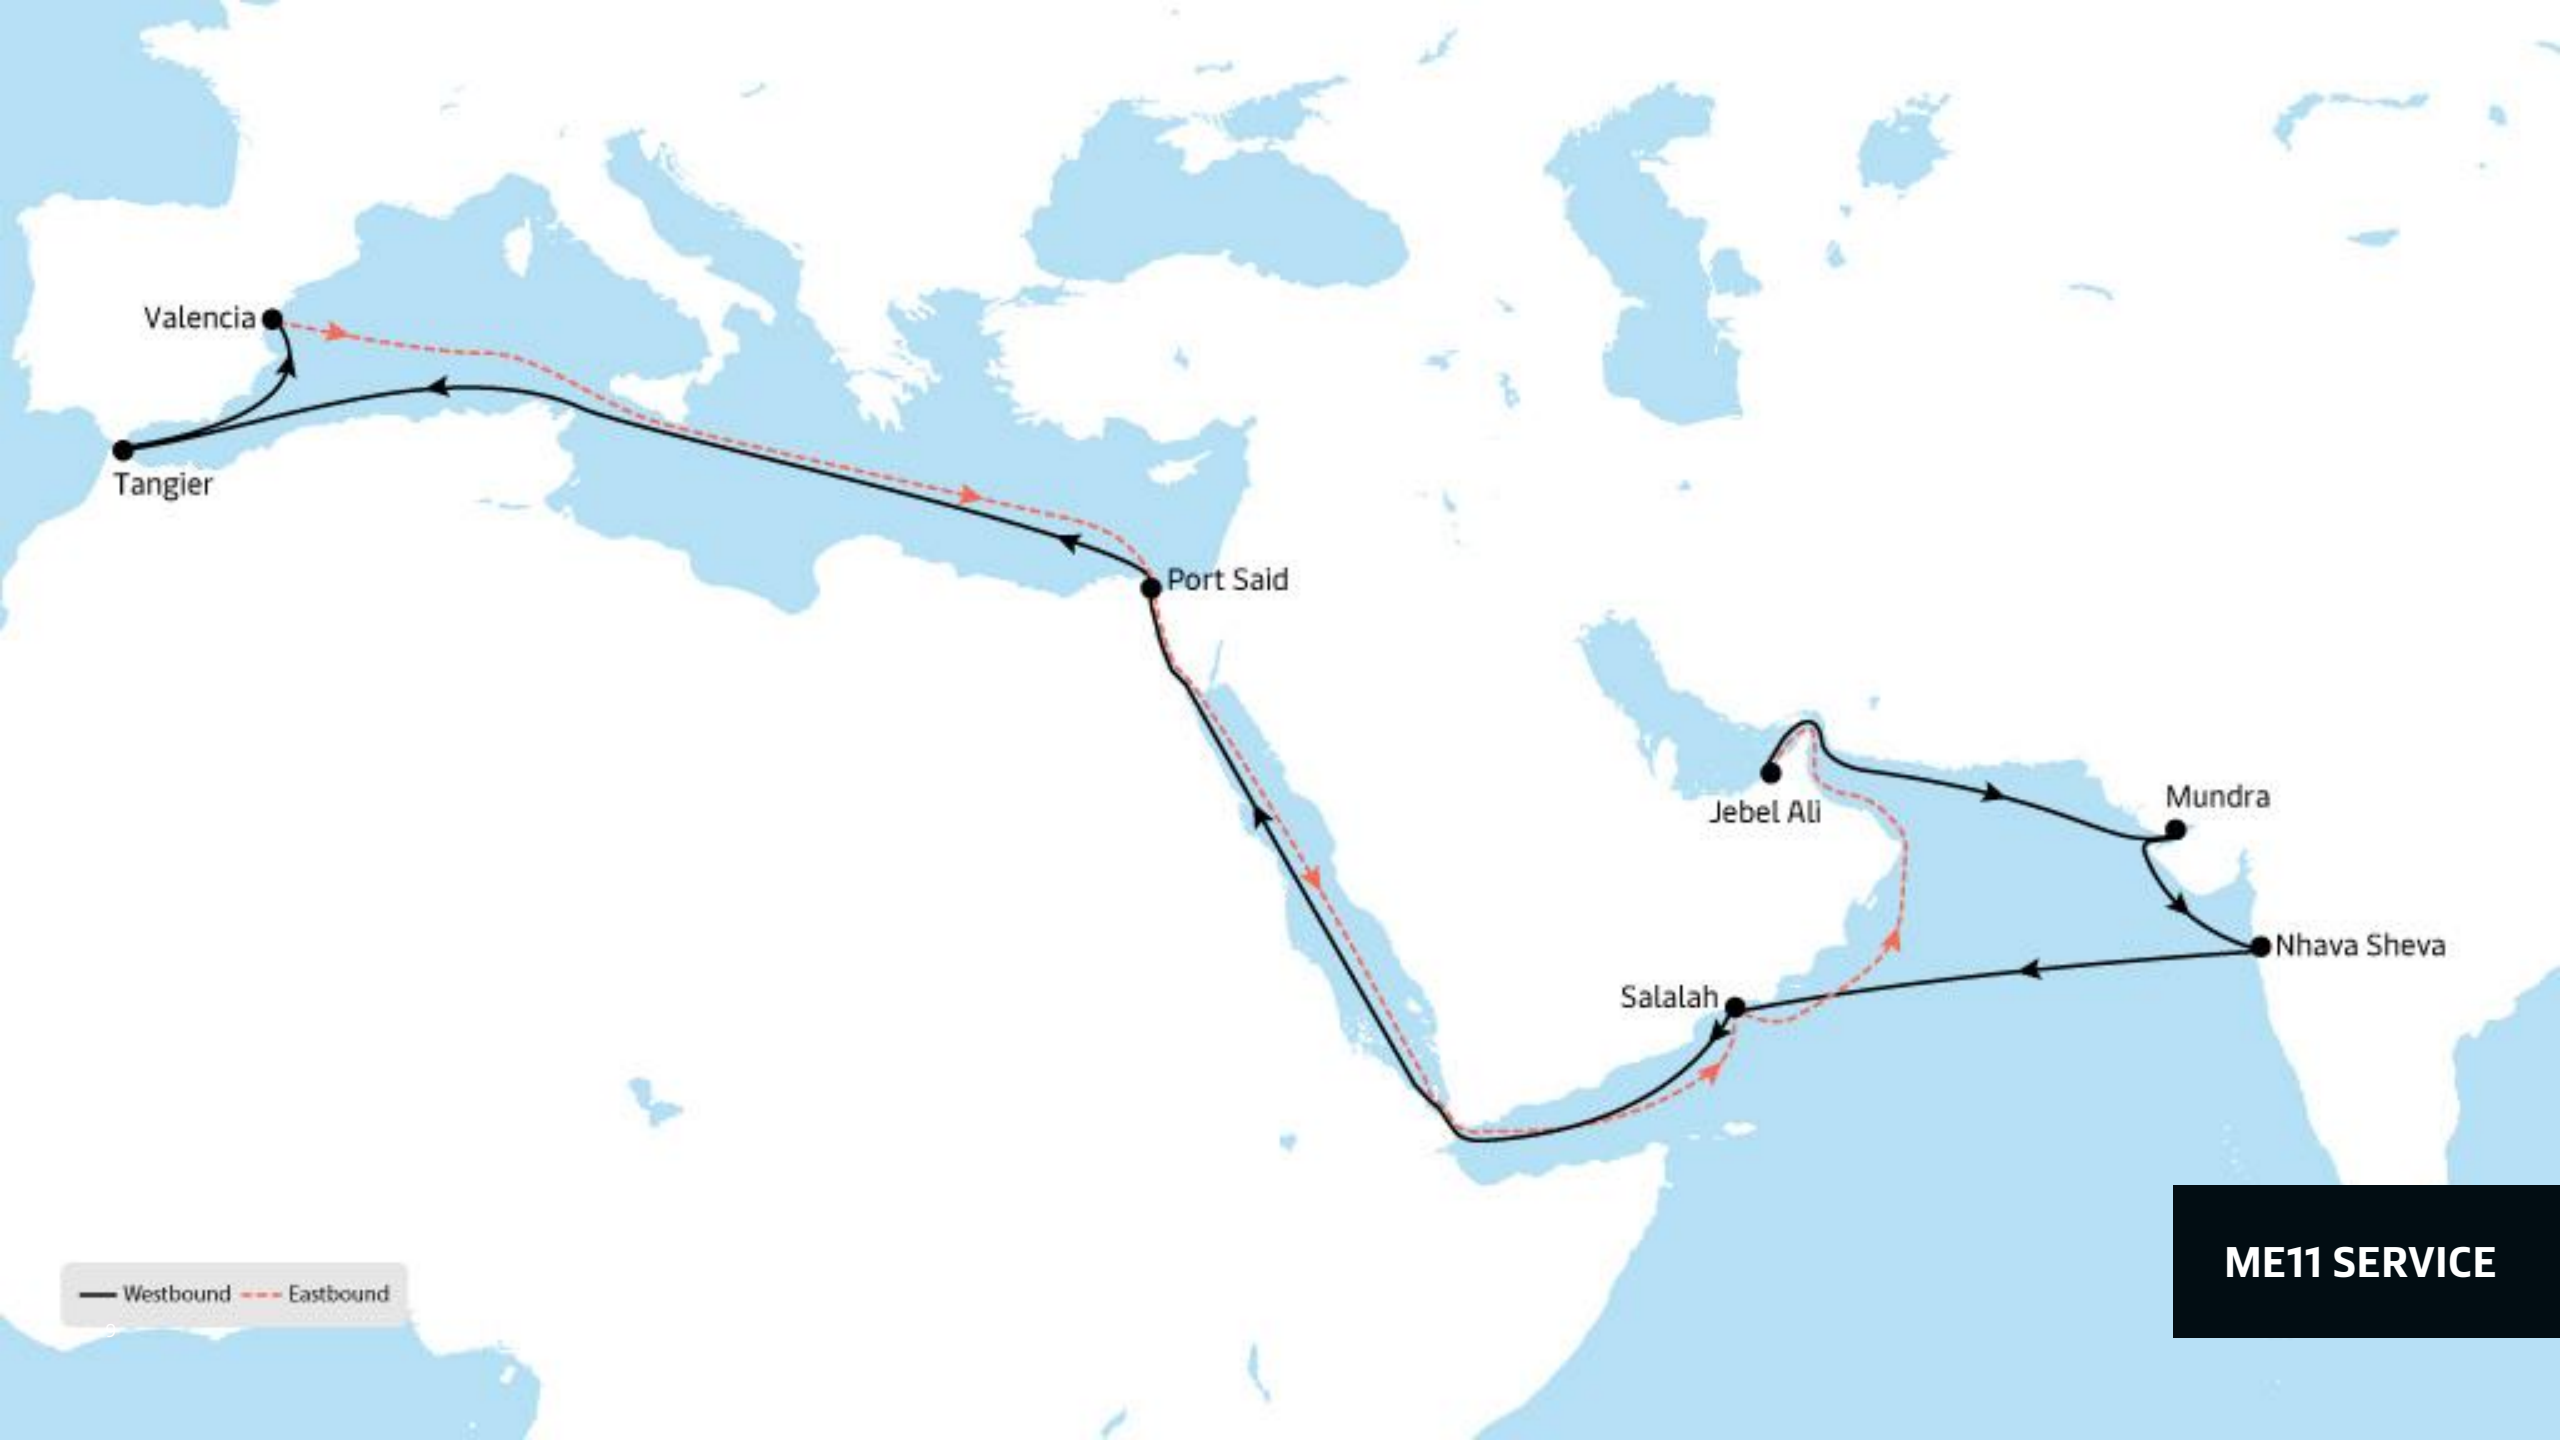 Valencia
Tangier
Port Said
Jebel Ali
Mundra
Nhava Sheva
Salalah
Westbound
Eastbound
ME11 SERVICE